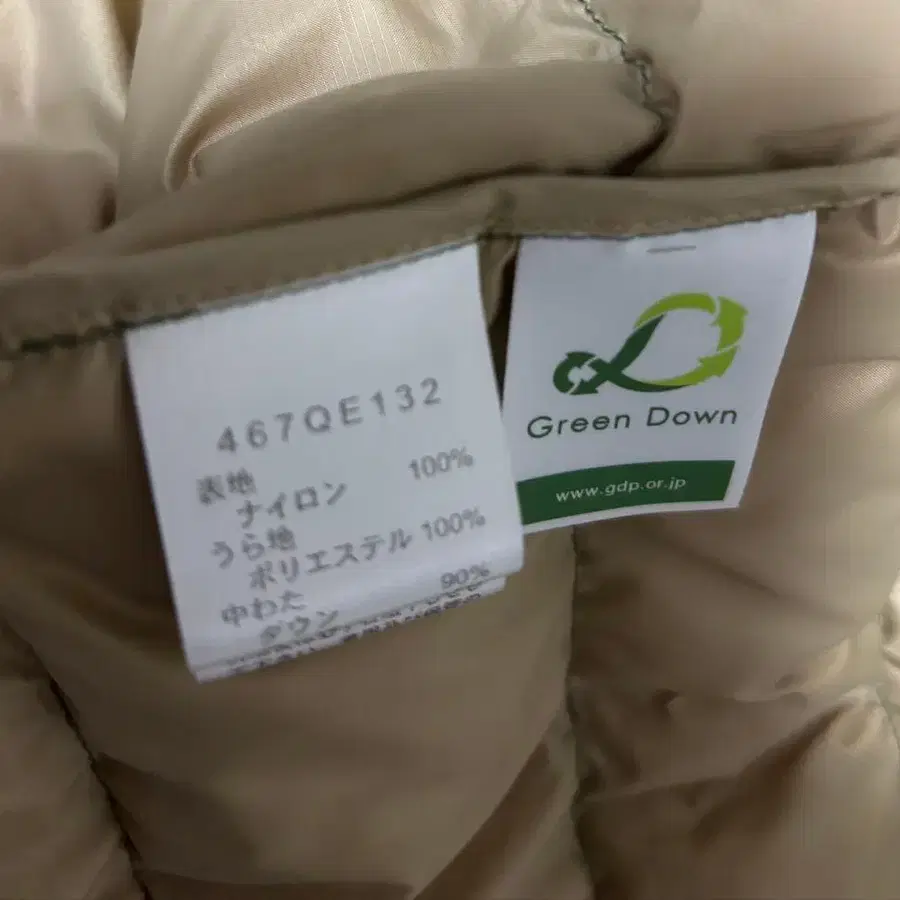 467QE132
表地
ナイロン 100%
うら地
ポリエステル 100%
中わた
ダウン 90%
Green Down
www.gdp.or.jp